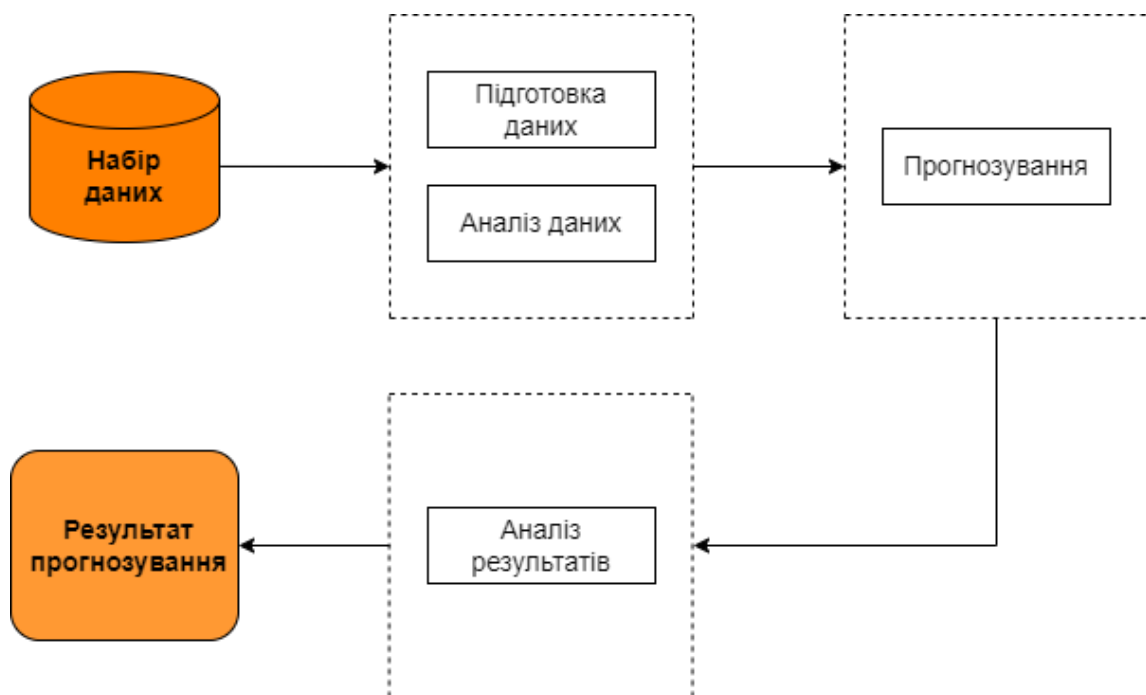 Підготовка
даних
Набір
даних
Аналіз даних
Прогнозування
Результат
прогнозування
Аналіз
результатів